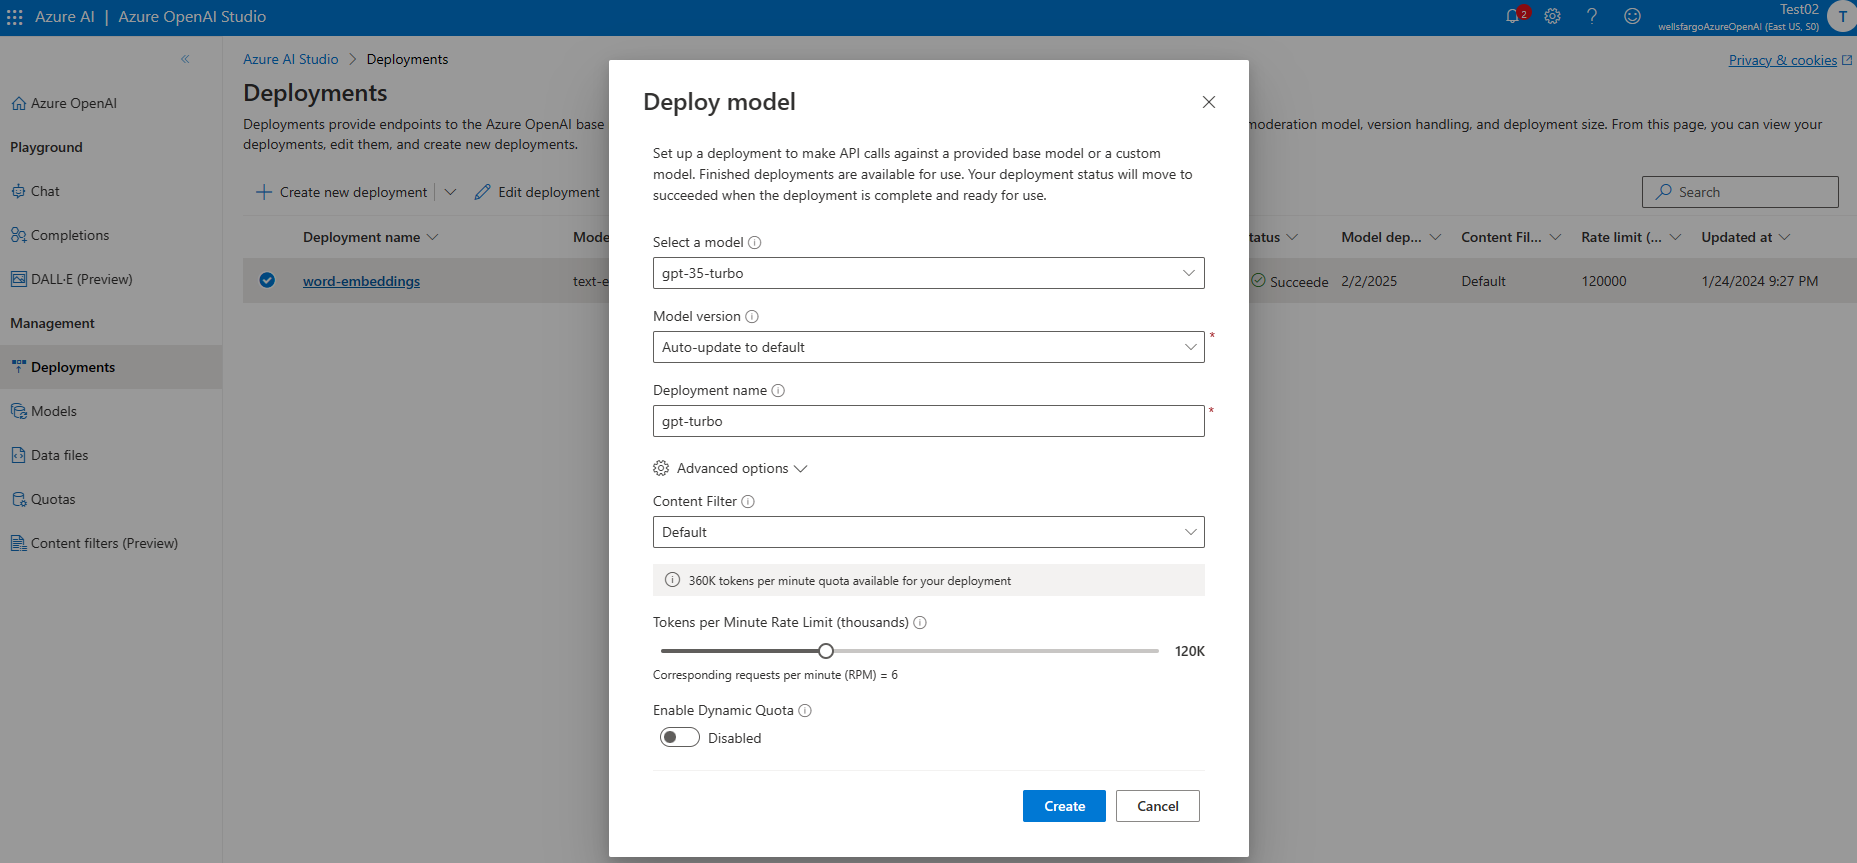 Azure AI | Azure OpenAI Studio
2
Test02
wellsfargoAzureOpenAI (East US, S0)
T
Azure OpenAI
Playground
Chat
Completions
DALL·E (Preview)
Management
Deployments
Models
Data files
Quotas
Content filters (Preview)
Azure AI Studio > Deployments
Privacy & cookies
Deployments
Deployments provide endpoints to the Azure OpenAI base
moderation model, version handling, and deployment size. From this page, you can view your
deployments, edit them, and create new deployments.
Create new deployment
Edit deployment
Search
Deployment name
Mode
tatus
Model dep...
Content Fil...
Rate limit (...
Updated at
word-embeddings
text-e
Succeede
2/2/2025
Default
120000
1/24/2024 9:27 PM
Deploy model
Set up a deployment to make API calls against a provided base model or a custom
model. Finished deployments are available for use. Your deployment status will move to
succeeded when the deployment is complete and ready for use.
Select a model
gpt-35-turbo
Model version
Auto-update to default
*
Deployment name
gpt-turbo
*
Advanced options
Content Filter
Default
360K tokens per minute quota available for your deployment
Tokens per Minute Rate Limit (thousands)
120K
Corresponding requests per minute (RPM) = 6
Enable Dynamic Quota
Disabled
Create
Cancel